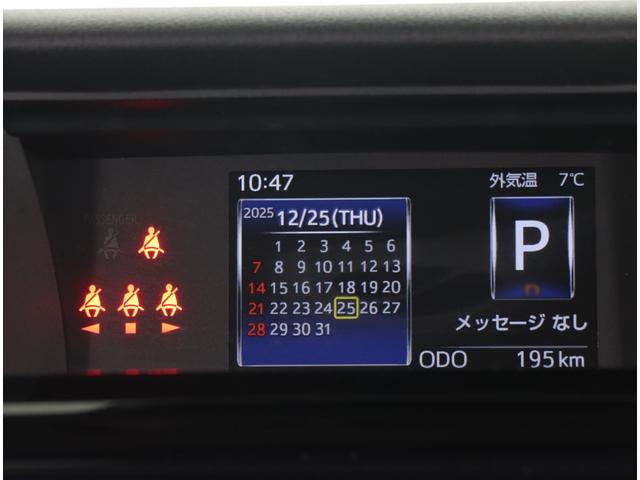 10:47
外気温 7℃
2025 12/25(THU)
1 2 3 4 5 6
7 8 9 10 11 12 13
14 15 16 17 18 19 20
21 22 23 24 25 26 27
28 29 30 31
PASSENGER
P
メッセージ なし
ODO 195 km